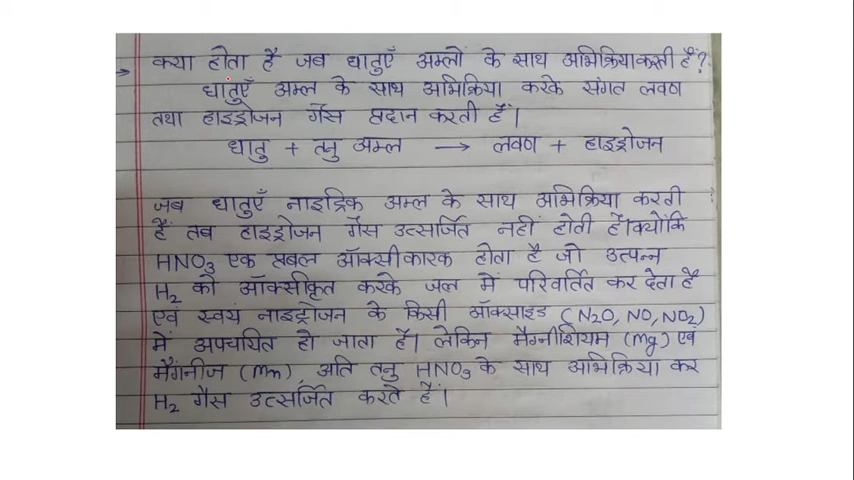 क्या होता है जब धातुएँ अम्लों के साथ अभिक्रिया करती हैं?
धातुएँ अम्ल के साथ अभिक्रिया करके संगत लवण
तथा हाइड्रोजन गैस प्रदान करती हैं।
धातु + तनु अम्ल → लवण + हाइड्रोजन
जब धातुएँ नाइट्रिक अम्ल के साथ अभिक्रिया करती
हैं तब हाइड्रोजन गैस उत्सर्जित नहीं होती है। क्योंकि
HNO3 एक प्रबल ऑक्सीकारक होता है जो उत्पन्न
H2 को ऑक्सीकृत करके जल में परिवर्तित कर देता है
एवं स्वयं नाइट्रोजन के किसी ऑक्साइड (N2O, NO, NO2)
में अपचयित हो जाता है। लेकिन मैग्नीशियम (Mg) एवं
मैंगनीज (Mn), अति तनु HNO3 के साथ अभिक्रिया कर
H2 गैस उत्सर्जित करते हैं।